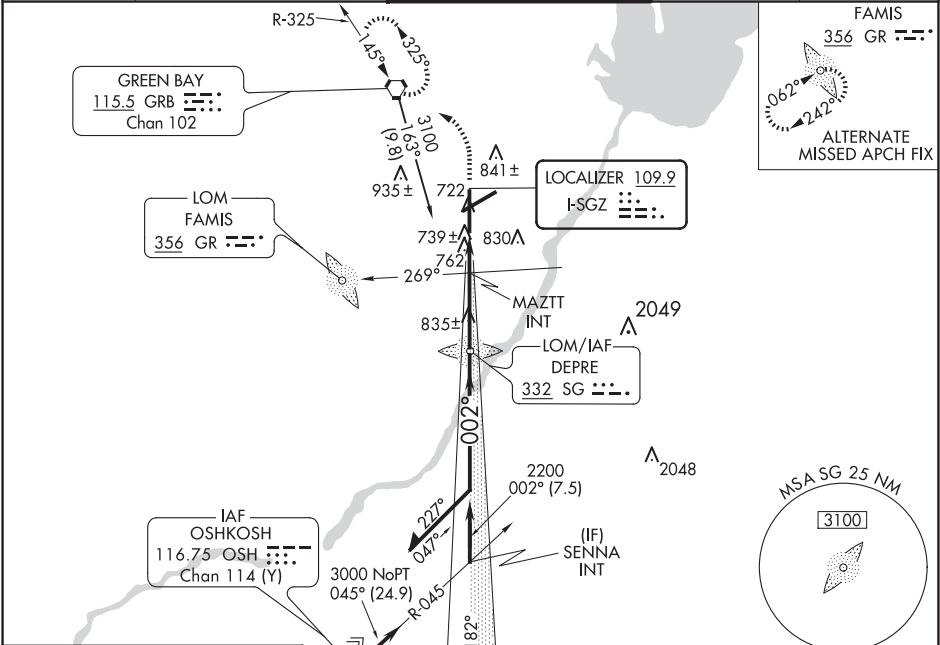 R-325
145°
325°
FAMIS
356 GR
062°
242°
ALTERNATE
MISSED APCH FIX
GREEN BAY
115.5 GRB
Chan 102
3100
163°
(9.8)
935±
841±
722
LOCALIZER 109.9
I-SGZ
LOM
FAMIS
356 GR
739±
830
762
269°
MAZTT
INT
835±
2049
LOM/IAF
DEPRE
332 SG
002°
2048
2200
002° (7.5)
MSA SG 25 NM
3100
227°
047°
(IF)
SENNA
INT
IAF
OSHKOSH
116.75 OSH
Chan 114 (Y)
3000 NoPT
045° (24.9)
R-045
182°